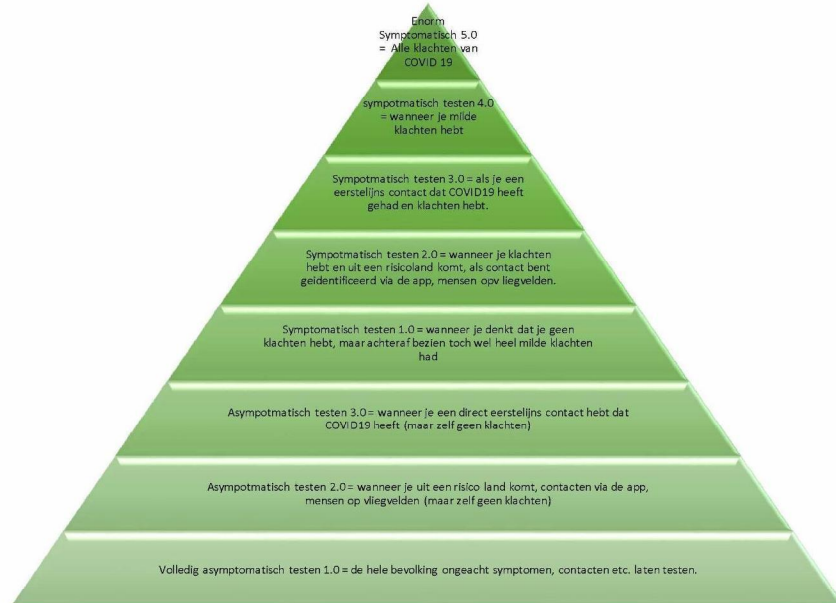 Enorm
Symptomatisch 5.0
= Alle klachten van
COVID 19
sympotmatisch testen 4.0
= wanneer je milde
klachten hebt
Sympotmatisch testen 3.0 = als je een
eerstelijns contact dat COVID19 heeft
gehad en klachten hebt.
Sympotmatisch testen 2.0 = wanneer je klachten
hebt en uit een risicoland komt, als contact bent
geidentificeerd via de app, mensen opv liegvelden.
Symptomatisch testen 1.0 = wanneer je denkt dat je geen
klachten hebt, maar achteraf bezien toch wel heel milde klachten
had
Asympotmatisch testen 3.0 = wanneer je een direct eerstelijns contact hebt dat
COVID19 heeft (maar zelf geen klachten)
Asympotmatisch testen 2.0 = wanneer je uit een risico land komt, contacten via de app,
mensen op vliegvelden (maar zelf geen klachten)
Volledig asymptomatisch testen 1.0 = de hele bevolking ongeacht symptomen, contacten etc. laten testen.